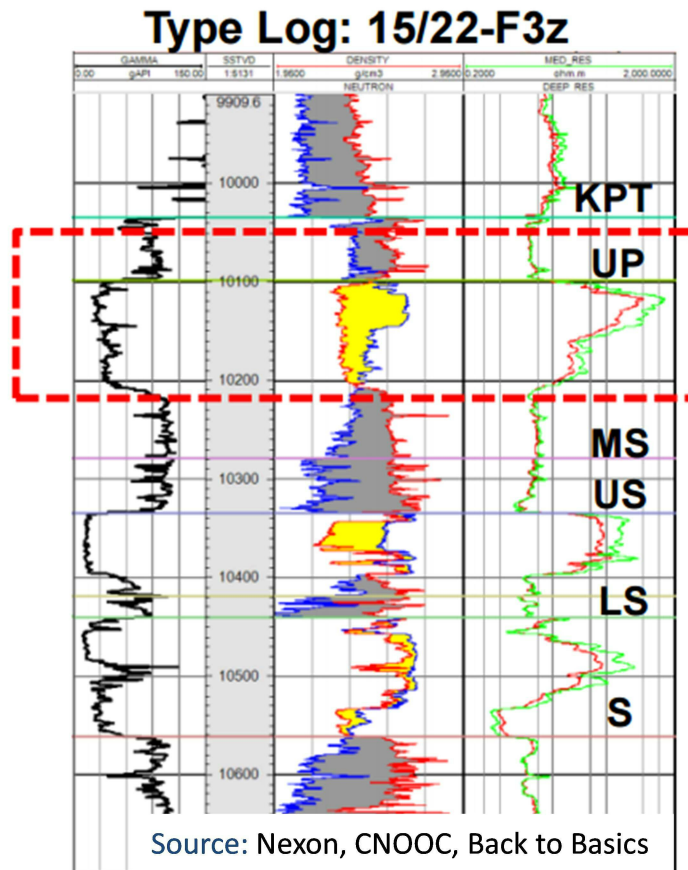 Type Log: 15/22-F3z
GAMMA SSTVD DENSITY MED_RES
0.00 gAPI 150.00 1:5131 1.9500 g/cm3 2.9500 0.2000 ohm.m 2,000.0000
NEUTRON DEEP RES
9909.6
10000
KPT
UP
10100
10200
MS
10300
US
10400
LS
10500
S
10600
Source: Nexon, CNOOC, Back to Basics